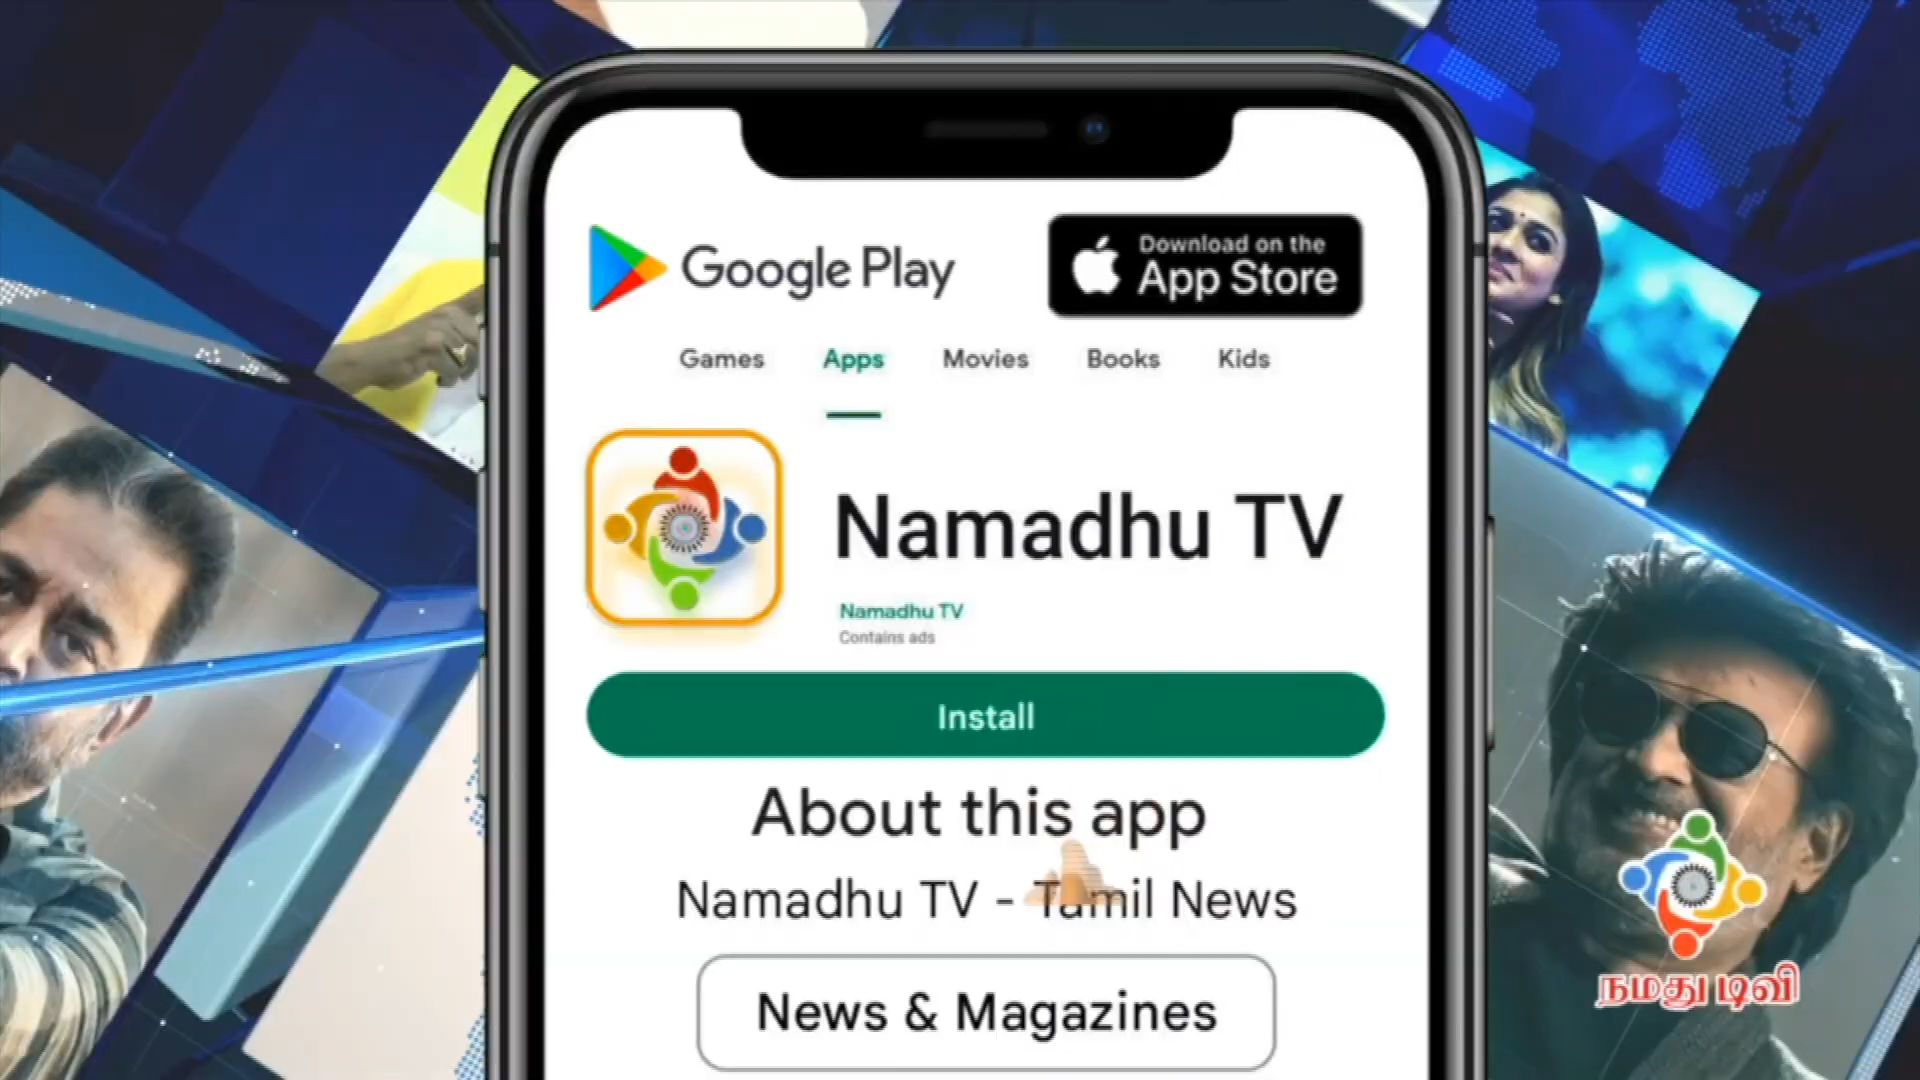 Google Play
Download on the
App Store
Games Apps Movies Books Kids
Namadhu TV
Namadhu TV
Contains ads
Install
About this app
Namadhu TV - Tamil News
News & Magazines
நமது டிவி